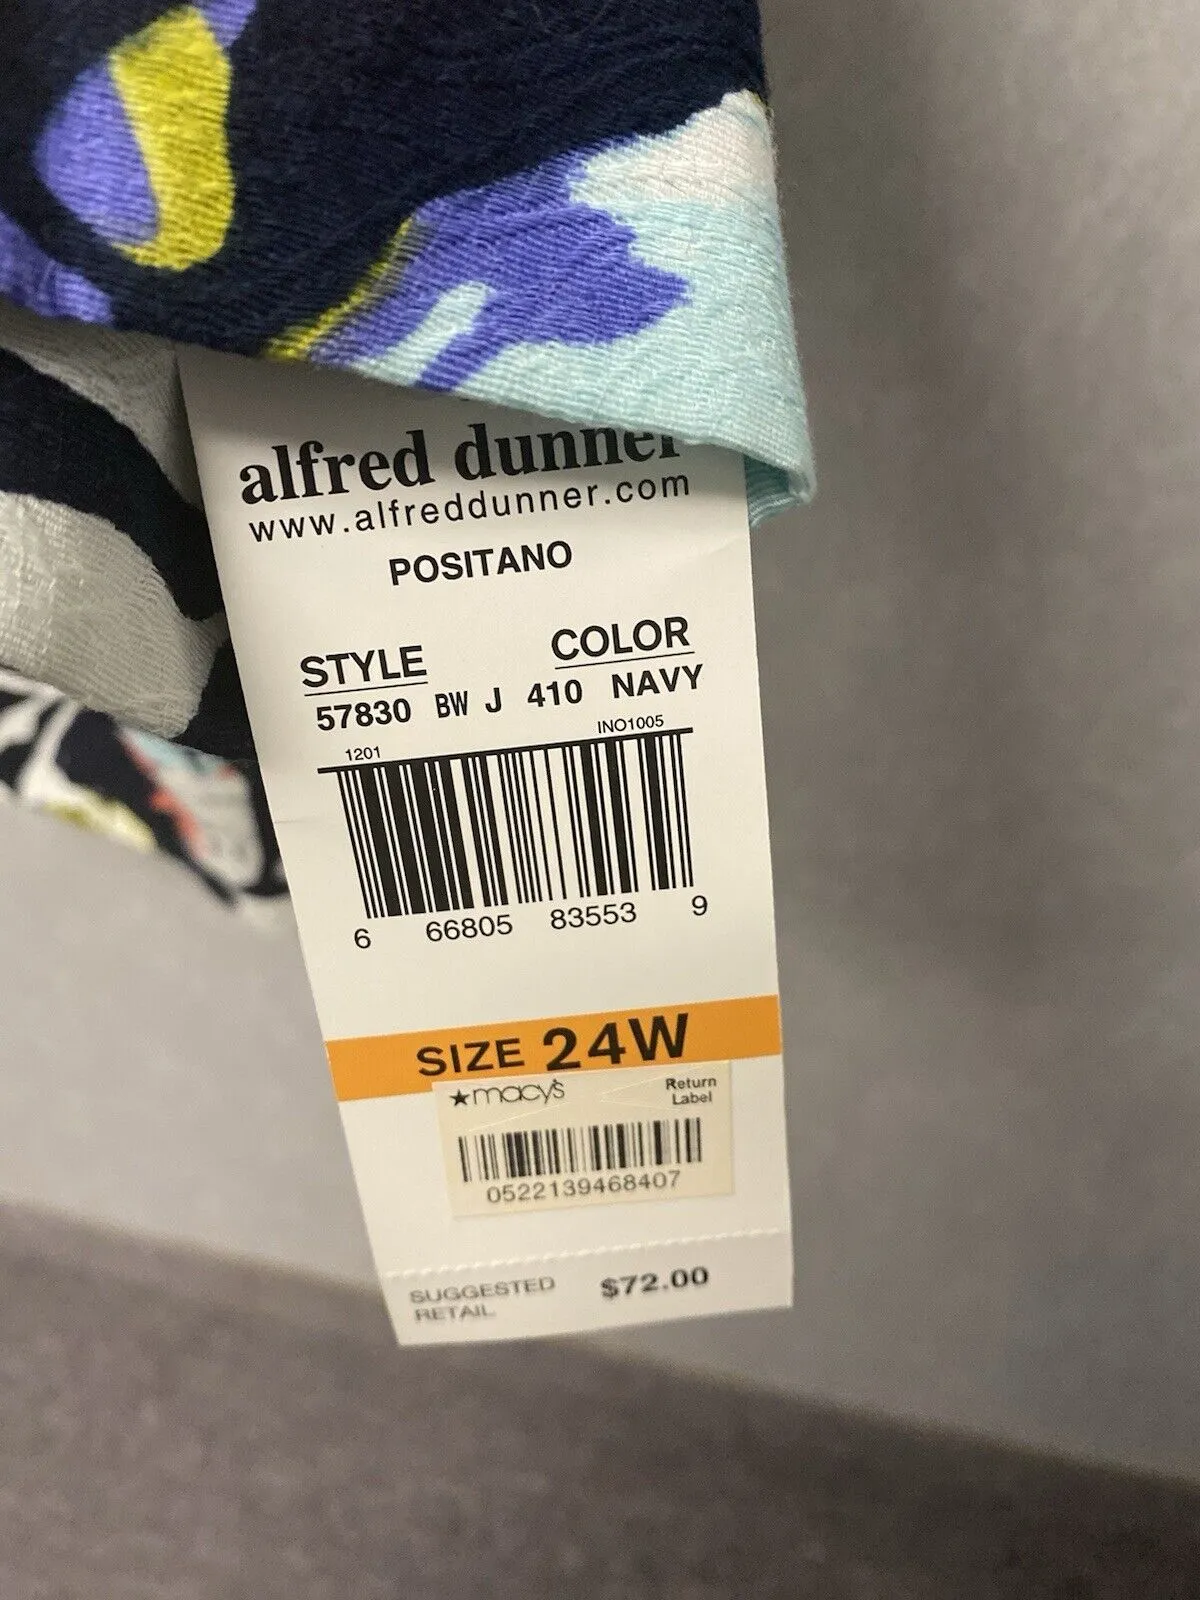 alfred dunner
www.alfreddunner.com
POSITANO
STYLE COLOR
57830 BW J 410 NAVY
1201 INO1005
6 66805 83553 9
SIZE 24W
macy's Return
Label
0522139468407
SUGGESTED $72.00
RETAIL